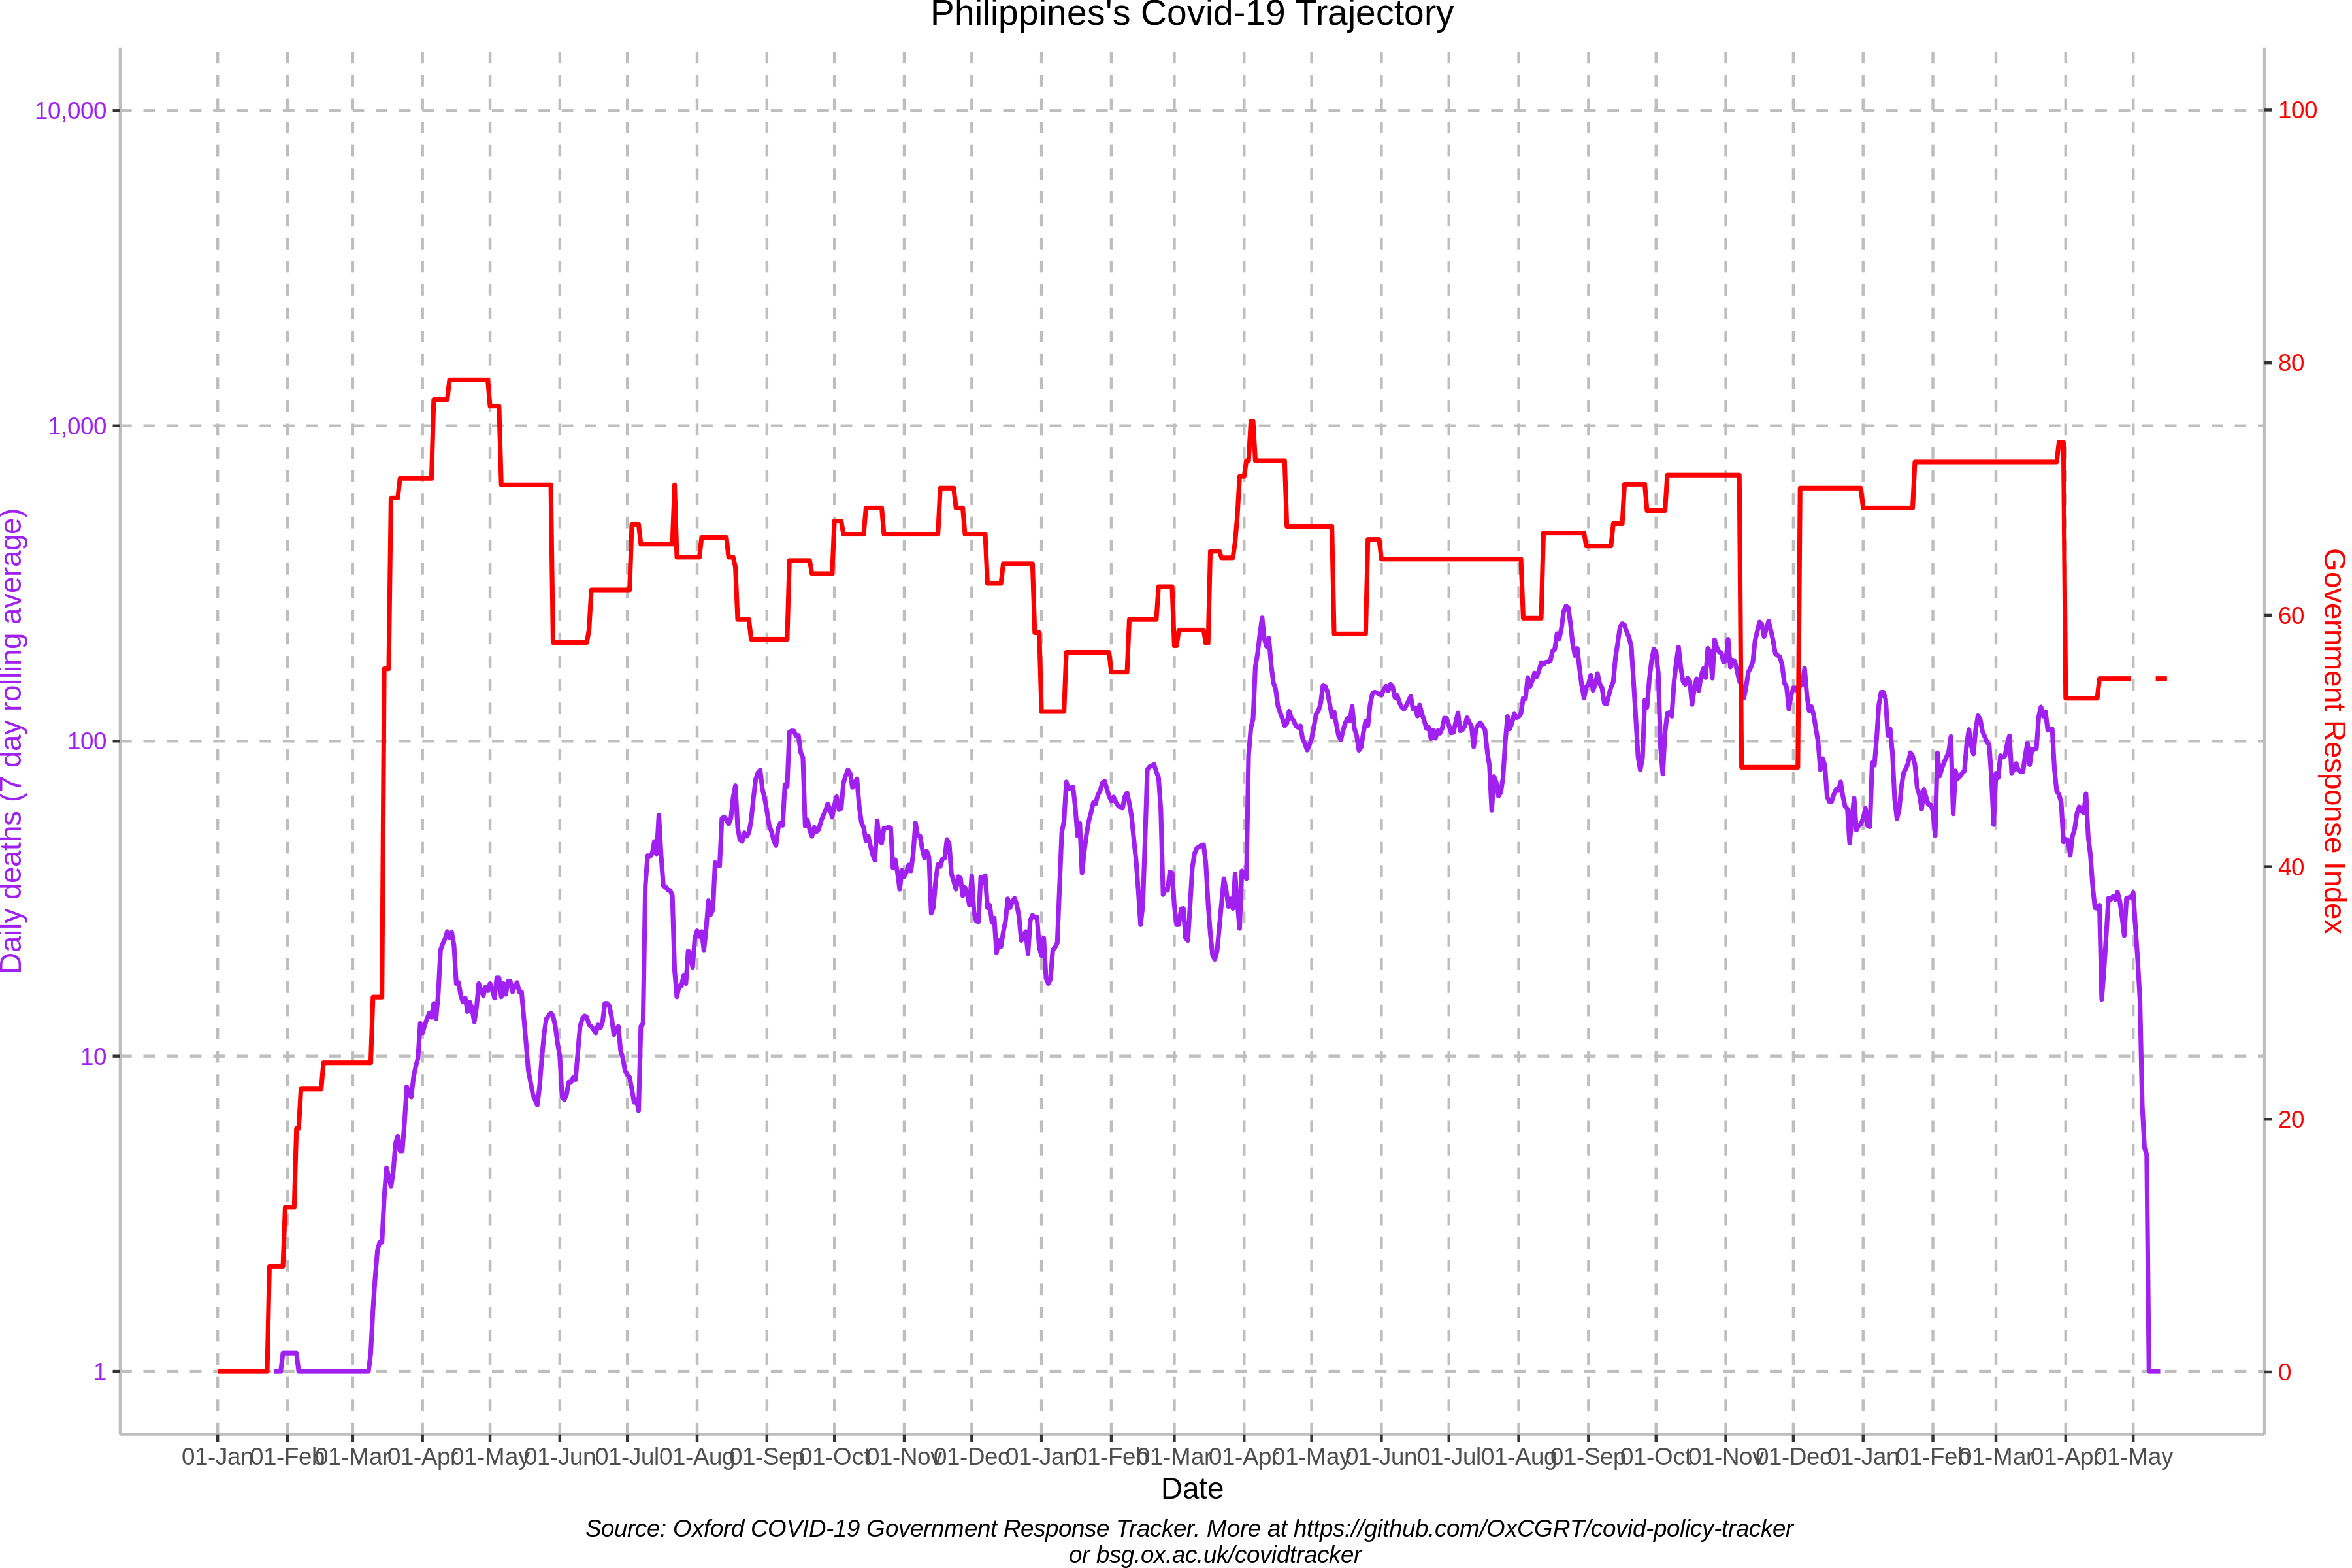 Philippines's Covid-19 Trajectory
10,000
1,000
100
10
1
Daily deaths (7 day rolling average)
100
80
60
40
20
0
Government Response Index
01-Jan 01-Feb 01-Mar 01-Apr 01-May 01-Jun 01-Jul 01-Aug 01-Sep 01-Oct 01-Nov 01-Dec 01-Jan 01-Feb 01-Mar 01-Apr 01-May 01-Jun 01-Jul 01-Aug 01-Sep 01-Oct 01-Nov 01-Dec 01-Jan 01-Feb 01-Mar 01-Apr 01-May
Date
Source: Oxford COVID-19 Government Response Tracker. More at https://github.com/OxCGRT/covid-policy-tracker
or bsg.ox.ac.uk/covidtracker